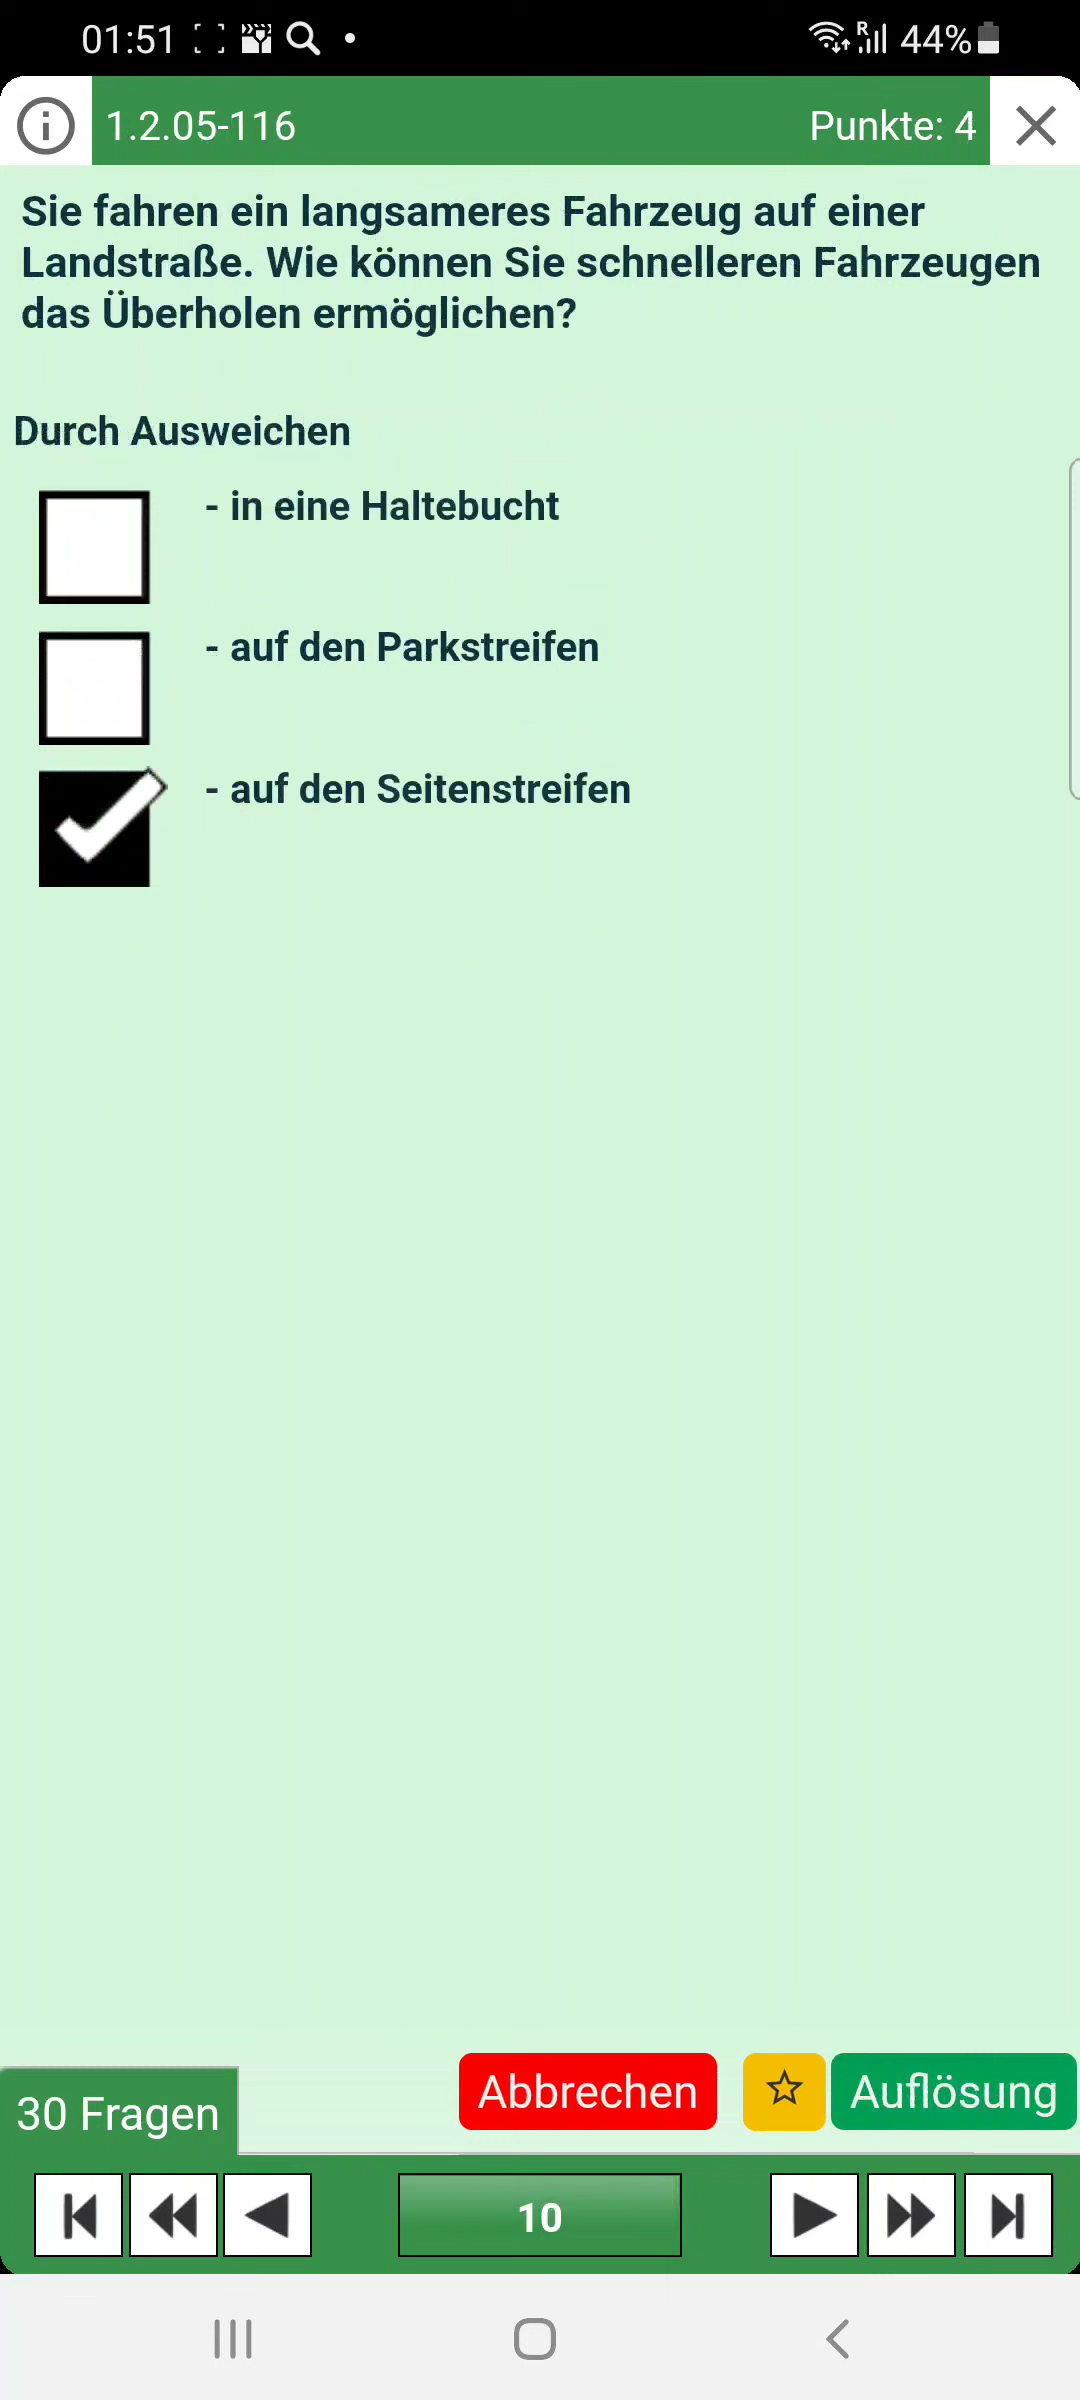 01:51
44%
1.2.05-116
Punkte: 4
Sie fahren ein langsameres Fahrzeug auf einer
Landstraße. Wie können Sie schnelleren Fahrzeugen
das Überholen ermöglichen?
Durch Ausweichen
- in eine Haltebucht
- auf den Parkstreifen
- auf den Seitenstreifen
30 Fragen
Abbrechen
Auflösung
10